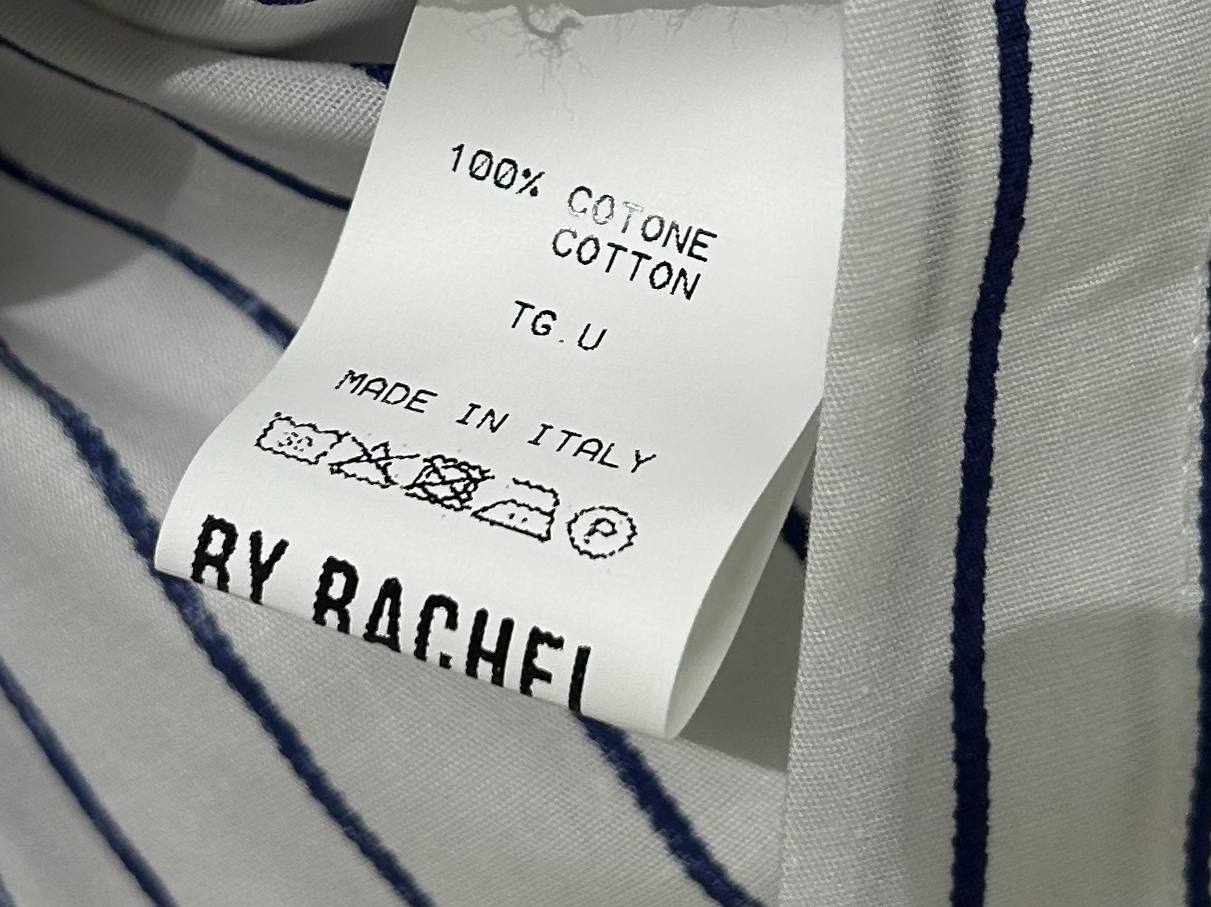 100% COTONE
COTTON
TG.U
MADE IN ITALY
30 P
BY RACHEL